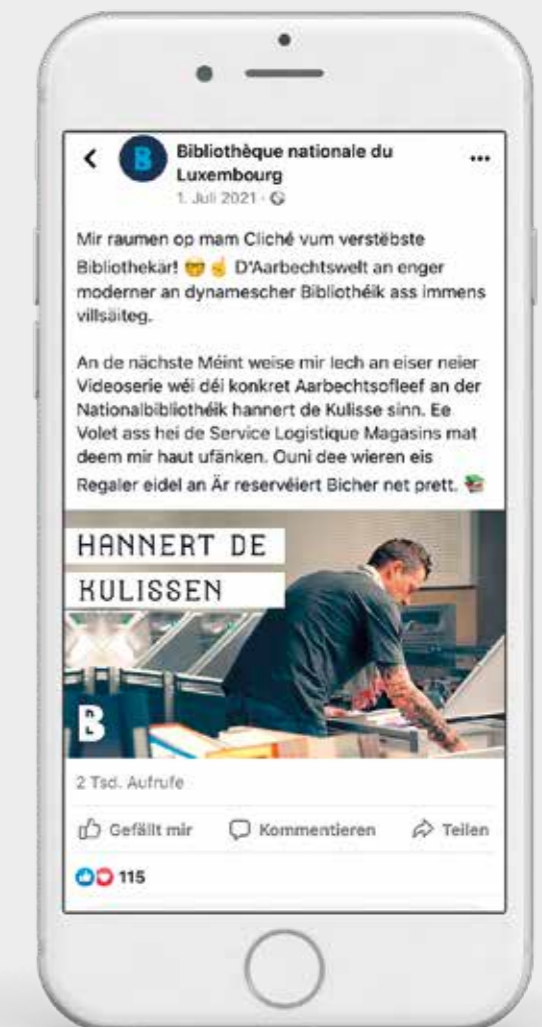 B
Bibliothèque nationale du
Luxembourg
1. Juli 2021 ·
Mir raumen op mam Cliché vum verstëbste
Bibliothekär! 🤓☝️ D'Aarbechtswelt an enger
moderner an dynamescher Bibliothéik ass immens
villsäiteg.
An de nächste Méint weise mir Iech an eiser neier
Videoserie wéi déi konkret Aarbechtsofleef an der
Nationalbibliothéik hannert de Kulisse sinn. Ee
Volet ass hei de Service Logistique Magasins mat
deem mir haut ufänken. Ouni dee wieren eis
Regaler eidel an Är reservéiert Bicher net prett. 📚
HANNERT DE
KULISSEN
BNL
2 Tsd. Aufrufe
Gefällt mir Kommentieren Teilen
115